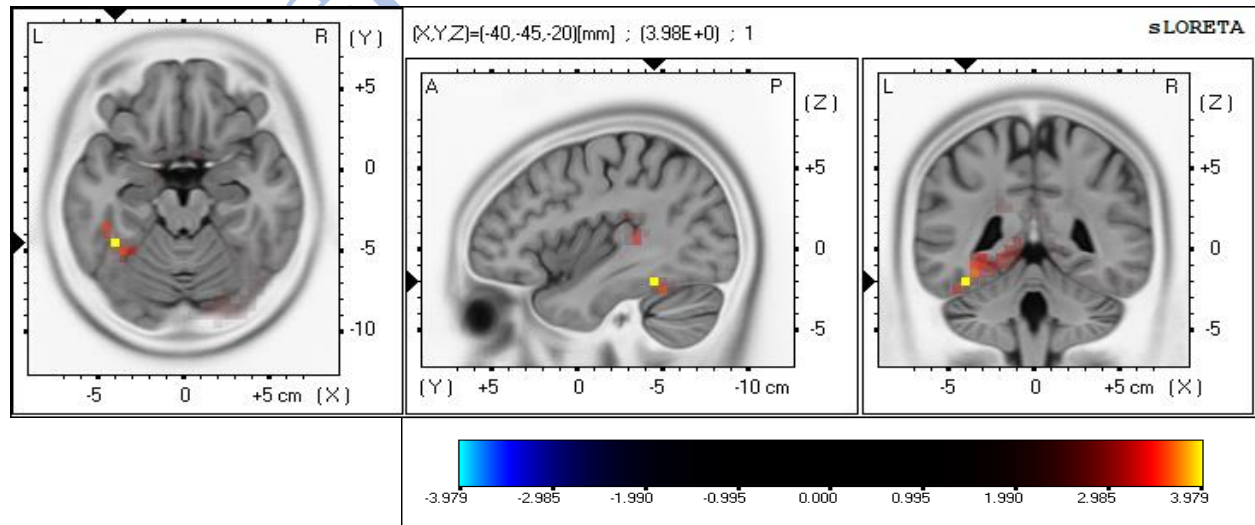 (X,Y,Z)=(-40,-45,-20)[mm] ; (3.98E+0) ; 1
sLORETA
L R (Y)
+5
0
-5
-10
-5 0 +5 cm (X)
A P (Z)
+5
0
-5
(Y) +5 0 -5 -10 cm
L R (Z)
+5
0
-5
-5 0 +5 cm (X)
-3.979 -2.985 -1.990 -0.995 0.000 0.995 1.990 2.985 3.979